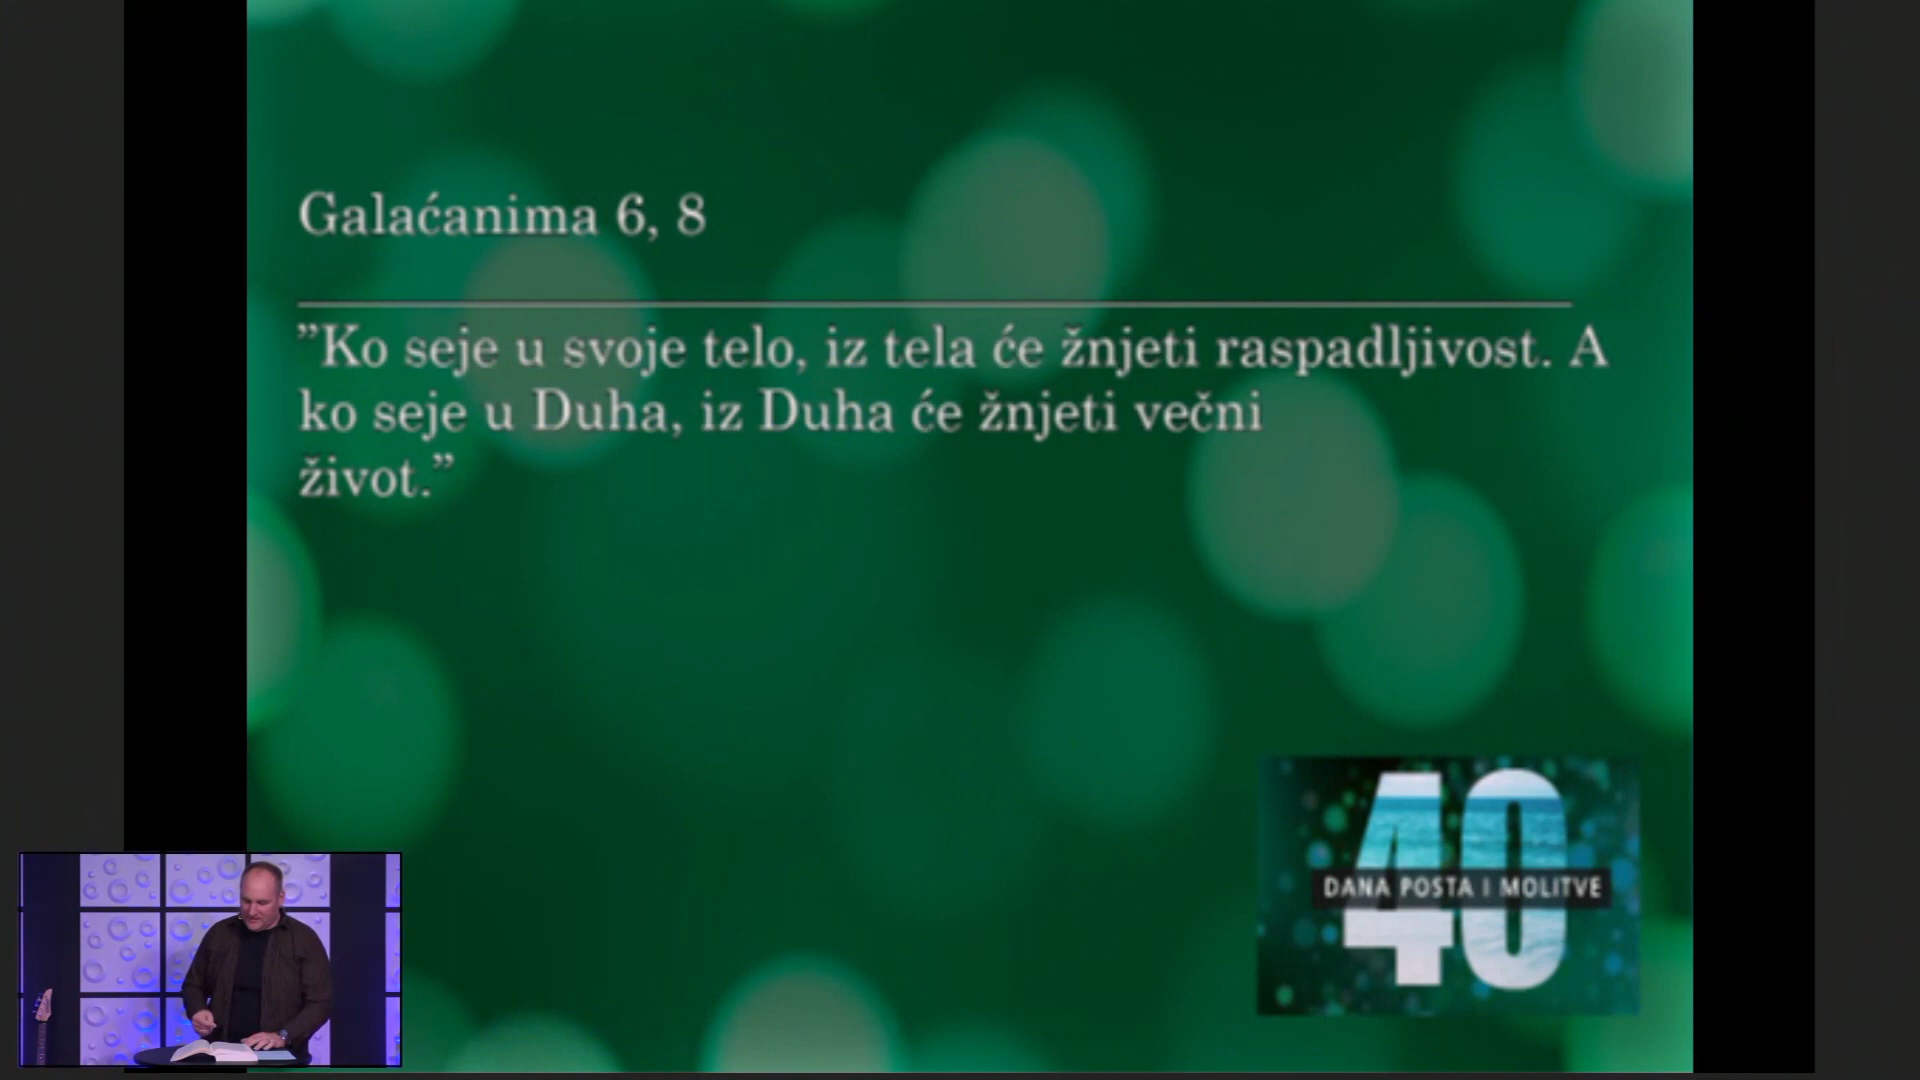 Galaćanima 6, 8
”Ko seje u svoje telo, iz tela će žnjeti raspadljivost. A
ko seje u Duha, iz Duha će žnjeti večni
život.”
40
DANA POSTA I MOLITVE